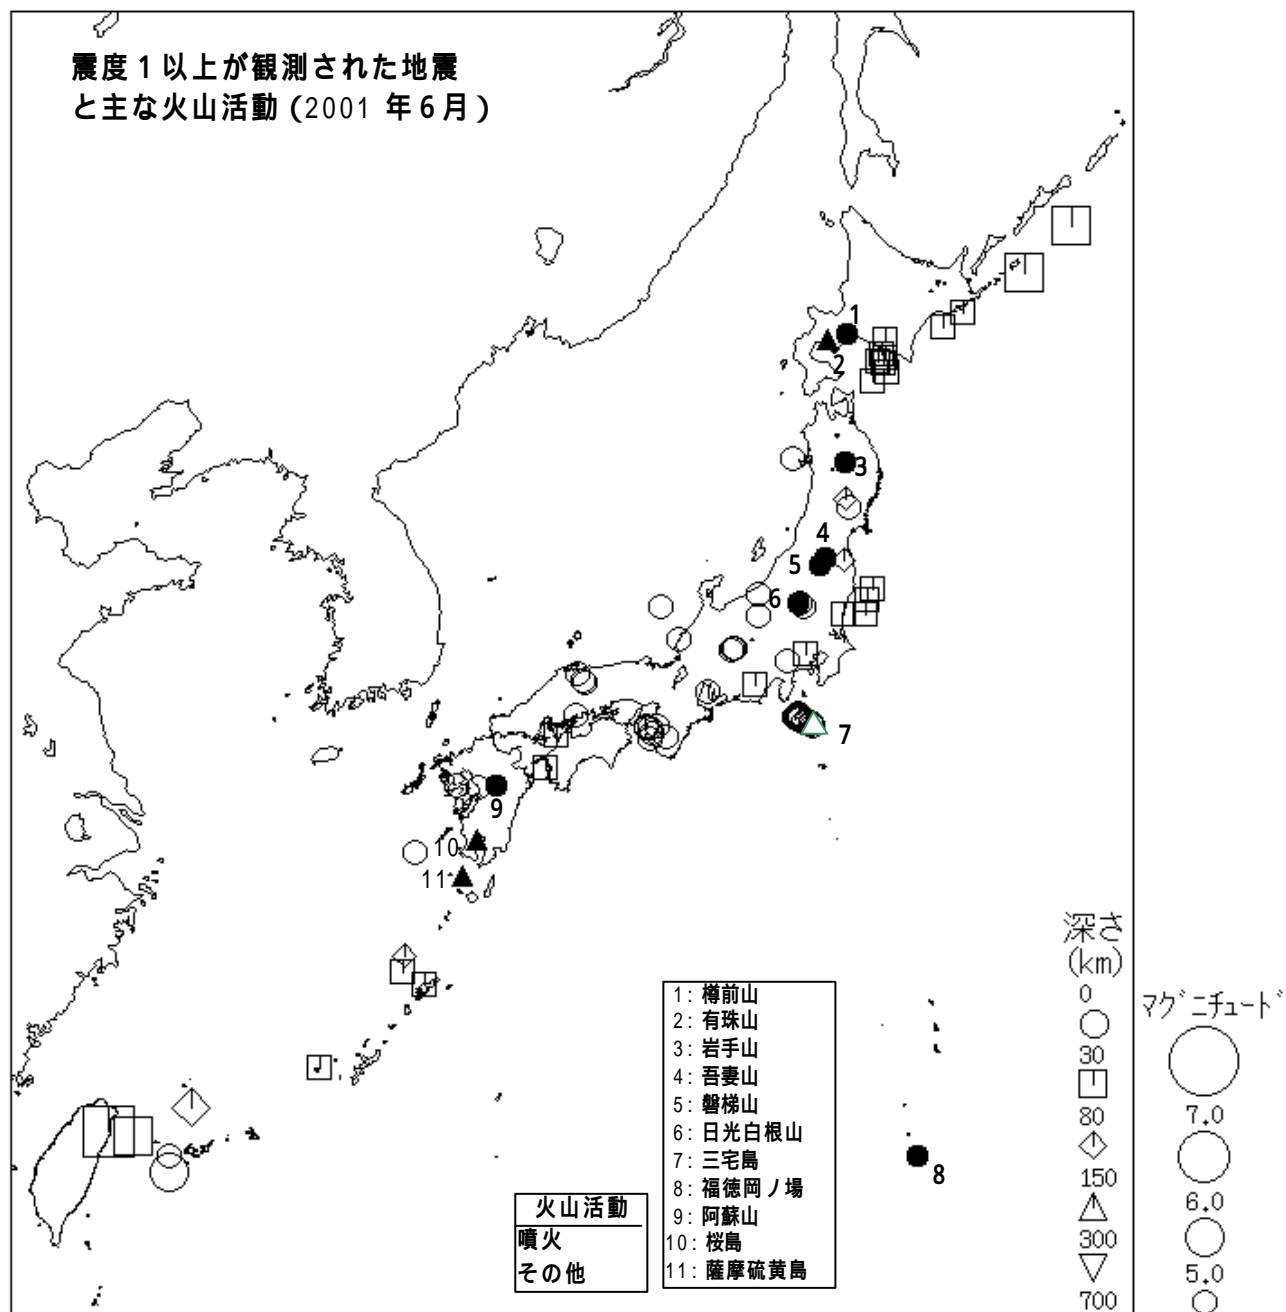 震度１以上が観測された地震
と主な火山活動（2001 年６月）
1
2
3
4
5
6
7
9
10
11
8
1: 樽前山
2: 有珠山
3: 岩手山
4: 吾妻山
5: 磐梯山
6: 日光白根山
7: 三宅島
8: 福徳岡ノ場
9: 阿蘇山
10: 桜島
11: 薩摩硫黄島
火山活動
噴火
その他
深さ
(km)
0
30
80
150
300
700
マグニチュード
7.0
6.0
5.0